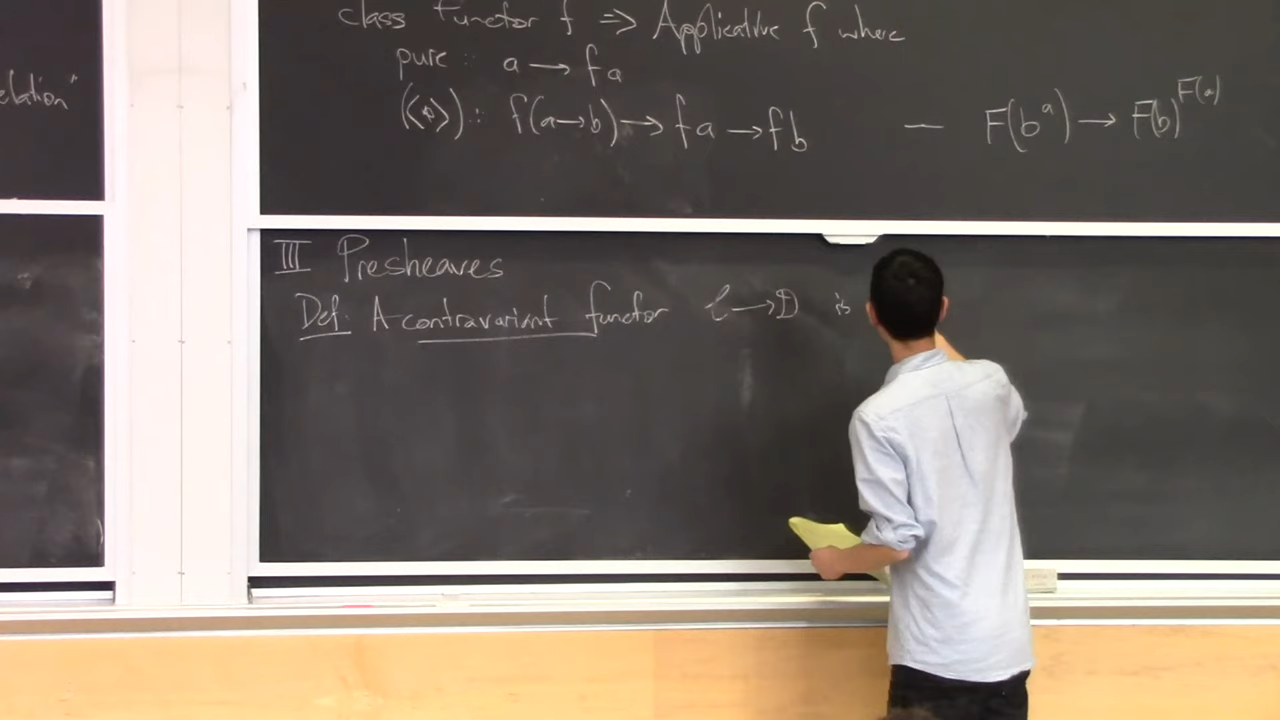 elation"
class Functor f => Applicative f where
pure :: a → f a
(<*>) :: f(a→b) → f a → f b — F(b^a) → F(b)^F(a)
III Presheaves
Def. A contravariant functor C → D is